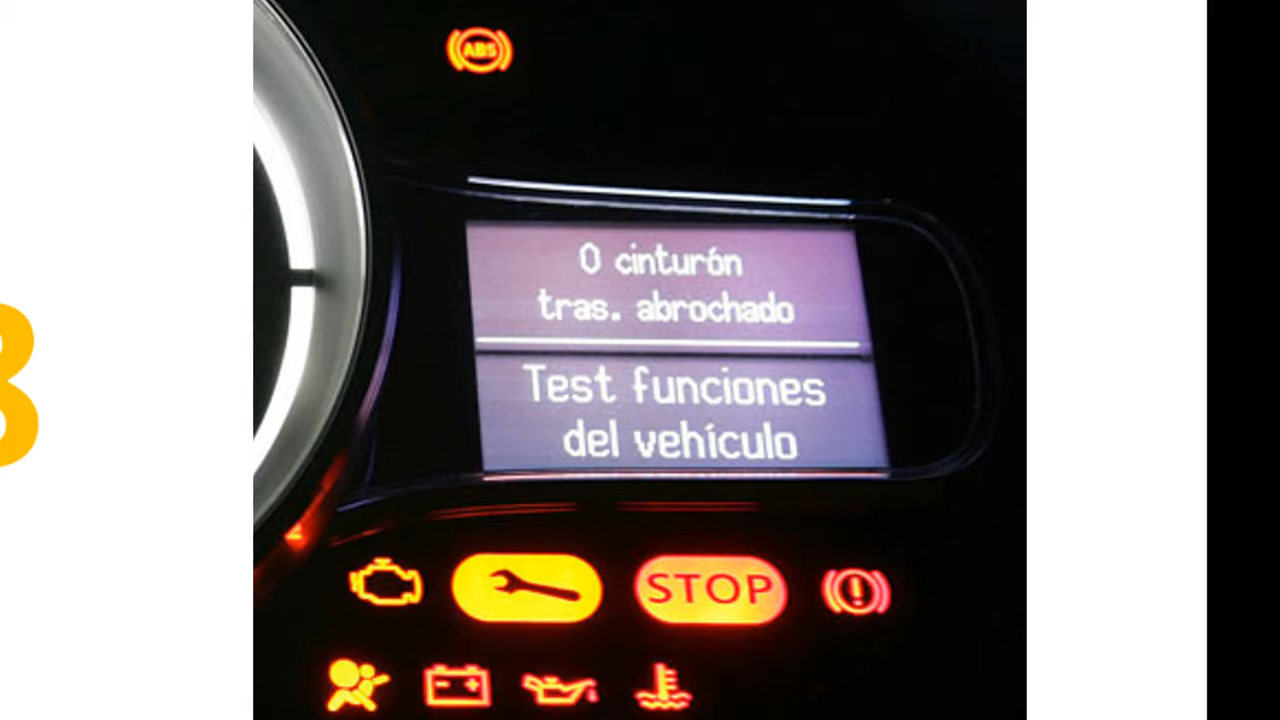 ABS
0 cinturón
tras. abrochado
Test funciones
del vehículo
STOP